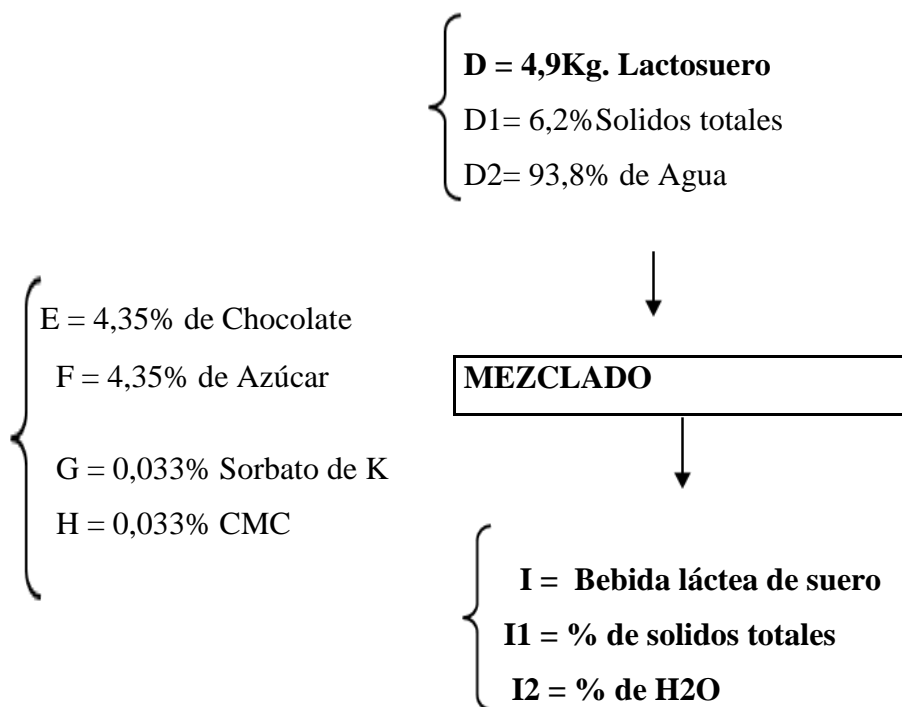 D = 4,9Kg. Lactosuero
D1= 6,2%Solidos totales
D2= 93,8% de Agua
E = 4,35% de Chocolate
F = 4,35% de Azúcar
G = 0,033% Sorbato de K
H = 0,033% CMC
MEZCLADO
I = Bebida láctea de suero
I1 = % de solidos totales
I2 = % de H2O